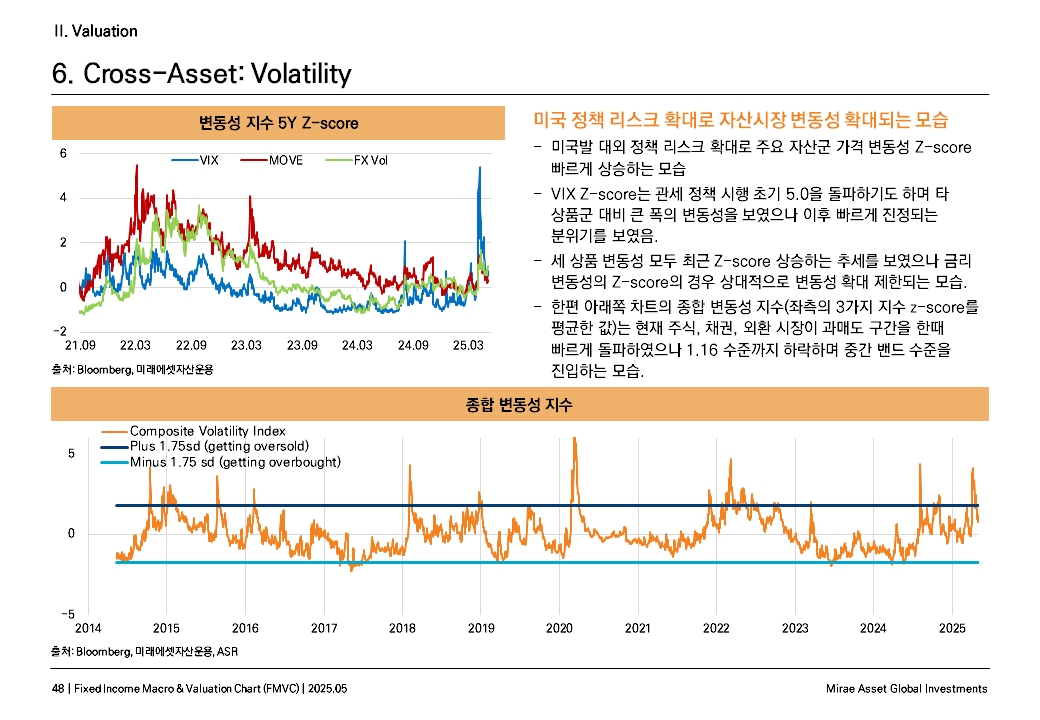 II. Valuation
6. Cross-Asset: Volatility
변동성 지수 5Y Z-score
6
VIX
MOVE
FX Vol
4
2
0
-2
21.09
22.03
22.09
23.03
23.09
24.03
24.09
25.03
출처: Bloomberg, 미래에셋자산운용
미국 정책 리스크 확대로 자산시장 변동성 확대되는 모습
- 미국발 대외 정책 리스크 확대로 주요 자산군 가격 변동성 Z-score
빠르게 상승하는 모습
- VIX Z-score는 관세 정책 시행 초기 5.0을 돌파하기도 하며 타
상품군 대비 큰 폭의 변동성을 보였으나 이후 빠르게 진정되는
분위기를 보였음.
- 세 상품 변동성 모두 최근 Z-score 상승하는 추세를 보였으나 금리
변동성의 Z-score의 경우 상대적으로 변동성 확대 제한되는 모습.
- 한편 아래쪽 차트의 종합 변동성 지수(좌측의 3가지 지수 z-score를
평균한 값)는 현재 주식, 채권, 외환 시장이 과매도 구간을 한때
빠르게 돌파하였으나 1.16 수준까지 하락하며 중간 밴드 수준을
진입하는 모습.
종합 변동성 지수
Composite Volatility Index
Plus 1.75sd (getting oversold)
Minus 1.75 sd (getting overbought)
5
0
-5
2014
2015
2016
2017
2018
2019
2020
2021
2022
2023
2024
2025
출처: Bloomberg, 미래에셋자산운용, ASR
48 | Fixed Income Macro & Valuation Chart (FMVC) | 2025.05
Mirae Asset Global Investments